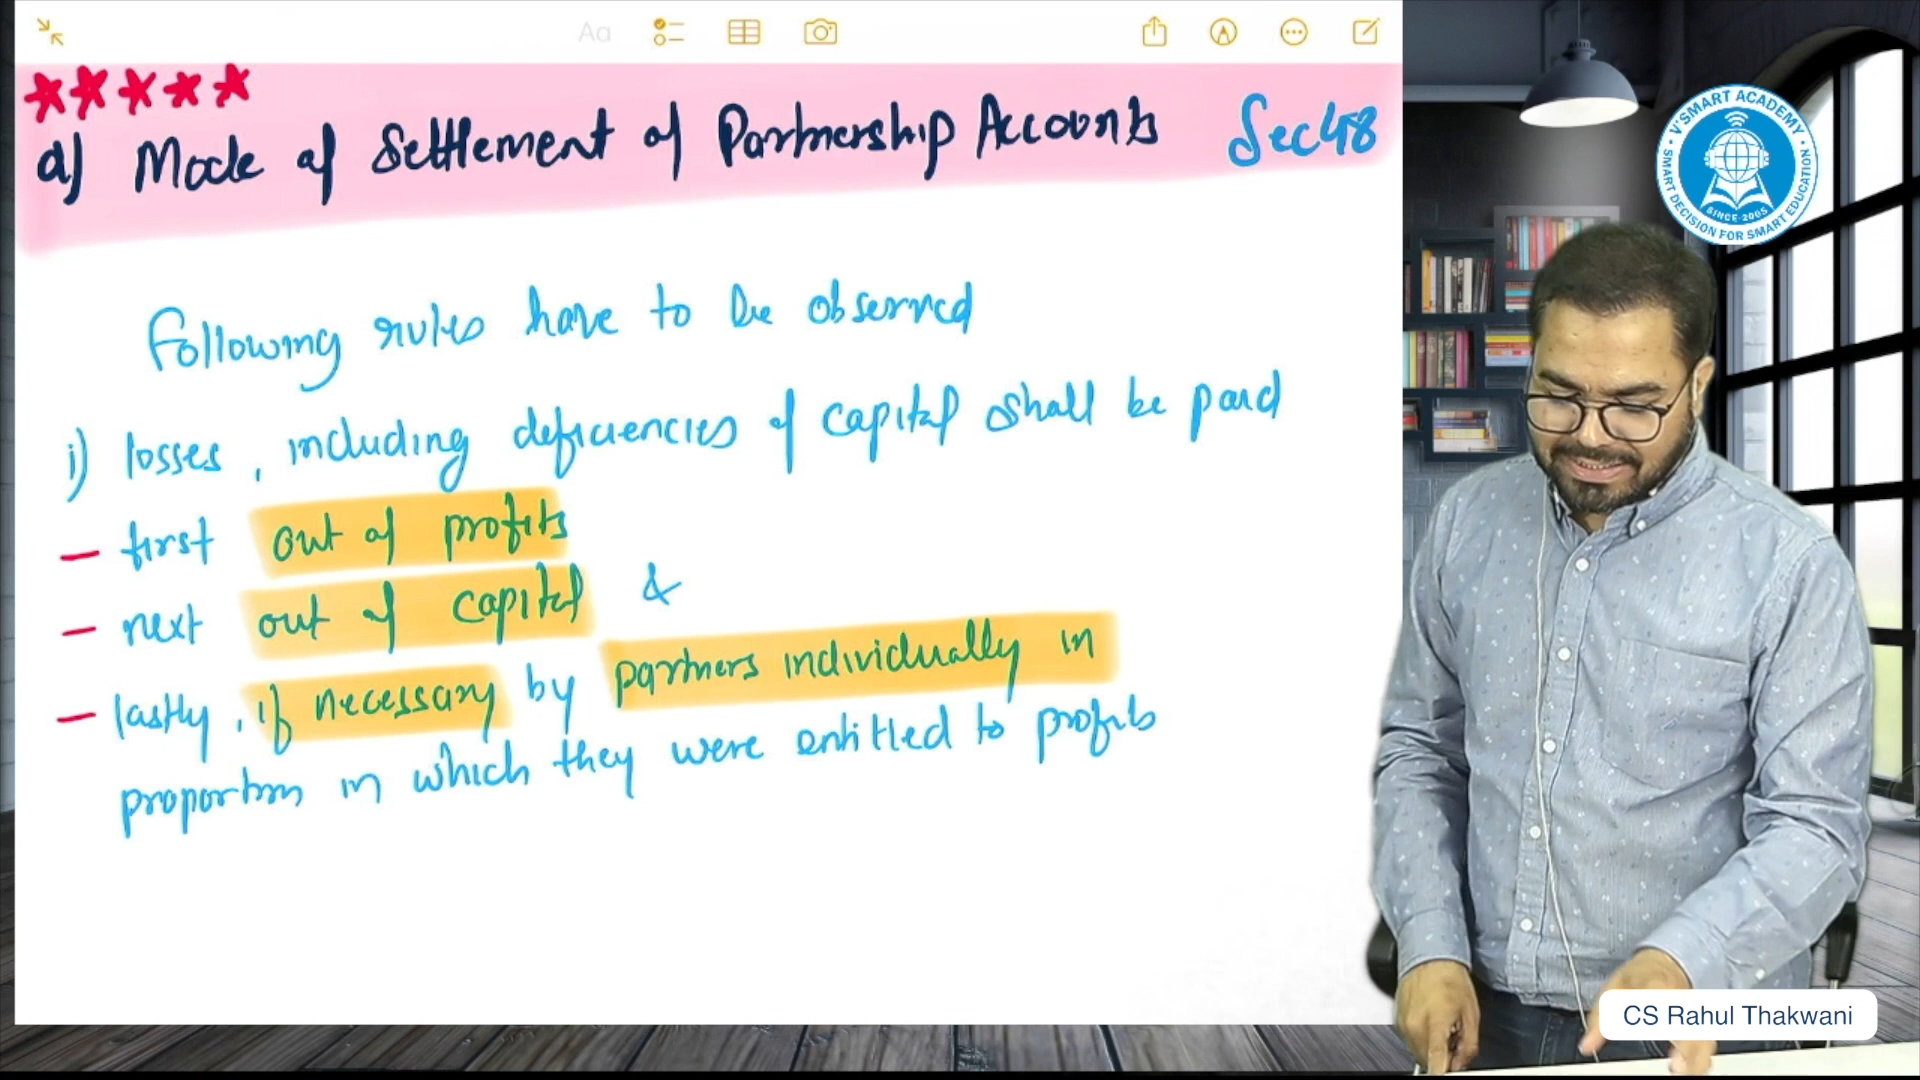 Aa
a) Mode of Settlement of Partnership Accounts Sec 48
Following rules have to be observed
i) losses, including deficiencies of capital shall be paid
- first out of profits
- next out of capital &
- lastly, if necessary by partners individually in
proportion in which they were entitled to profits
V'SMART ACADEMY
SINCE-2005
SMART DECISION FOR SMART EDUCATION
CS Rahul Thakwani